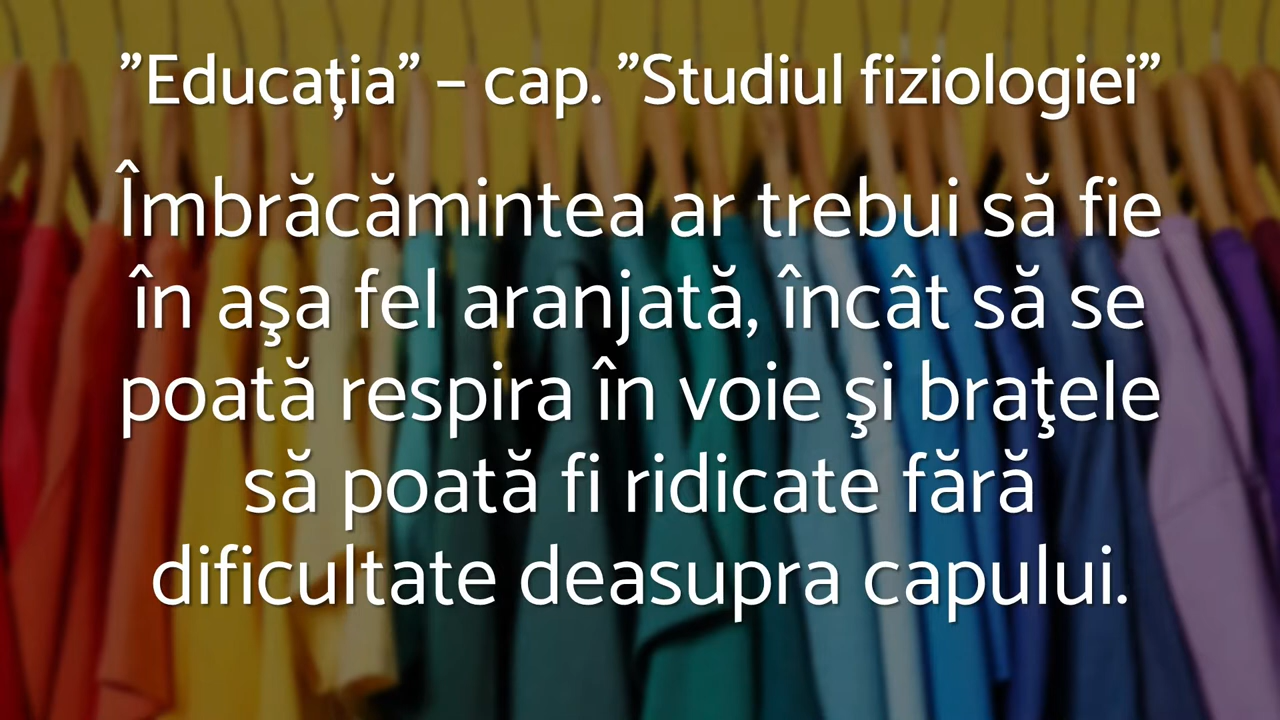 ”Educaţia” – cap. ”Studiul fiziologiei”
Îmbrăcămintea ar trebui să fie
în aşa fel aranjată, încât să se
poată respira în voie şi braţele
să poată fi ridicate fără
dificultate deasupra capului.